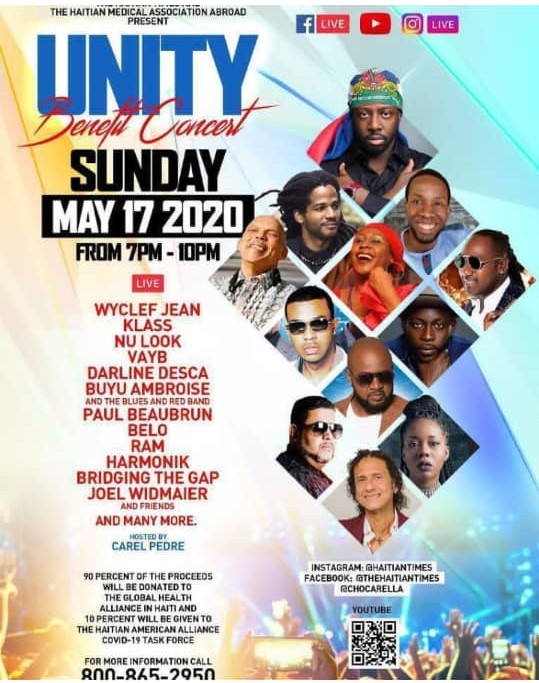 THE HAITIAN MEDICAL ASSOCIATION ABROAD
PRESENT
LIVE
LIVE
UNITY
Benefit Concert
SUNDAY
MAY 17 2020
FROM 7PM - 10PM
LIVE
WYCLEF JEAN
KLASS
NU LOOK
VAYB
DARLINE DESCA
BUYU AMBROISE
AND THE BLUES AND RED BAND
PAUL BEAUBRUN
BELO
RAM
HARMONIK
BRIDGING THE GAP
JOEL WIDMAIER
AND FRIENDS
AND MANY MORE.
HOSTED BY
CAREL PEDRE
90 PERCENT OF THE PROCEEDS
WILL BE DONATED TO
THE GLOBAL HEALTH
ALLIANCE IN HAITI AND
10 PERCENT WILL BE GIVEN TO
THE HAITIAN AMERICAN ALLIANCE
COVID-19 TASK FORCE
FOR MORE INFORMATION CALL
800-865-2950
INSTAGRAM: @HAITIANTIMES
FACEBOOK: @THEHAITIANTIMES
@CHOCARELLA
YOUTUBE